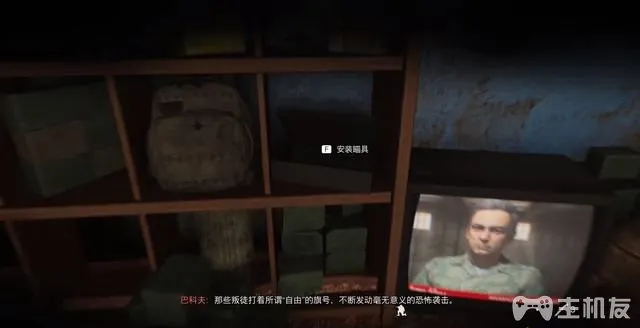 F 安装瞄具
巴科夫：那些叛徒打着所谓“自由”的旗号，不断发动毫无意义的恐怖袭击。
主机友